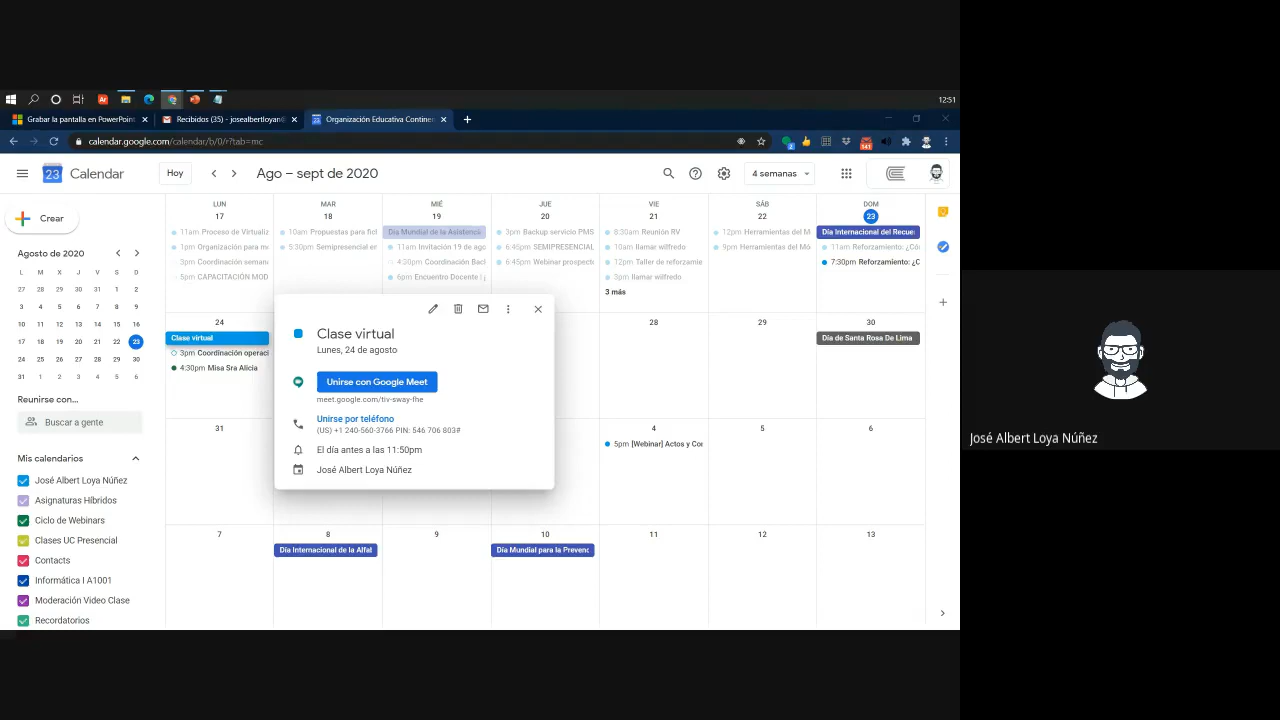 12:51
Grabar la pantalla en PowerPoint
Recibidos (35) - josealbertloyan@
Organización Educativa Contine
calendar.google.com/calendar/b/0/r?tab=mc
2
141
23
Calendar
Hoy
Ago – sept de 2020
4 semanas
Crear
Agosto de 2020
L M X J V S D
27 28 29 30 31 1 2
3 4 5 6 7 8 9
10 11 12 13 14 15 16
17 18 19 20 21 22 23
24 25 26 27 28 29 30
31 1 2 3 4 5 6
Reunirse con...
Buscar a gente
Mis calendarios
José Albert Loya Núñez
Asignaturas Híbridos
Ciclo de Webinars
Clases UC Presencial
Contacts
Informática I A1001
Moderación Video Clase
Recordatorios
LUN MAR MIÉ JUE VIE SÁB DOM
17 18 19 20 21 22 23
11am Proceso de Virtualiz
1pm Organización para m
3pm Coordinación seman
5pm CAPACITACIÓN MOD
10am Propuestas para fich
5:30pm Semipresencial en
Día Mundial de la Asistencia
11am Invitación 19 de ago
4:30pm Coordinación Bac
6pm Encuentro Docente | ¿
3pm Backup servicio PMS
6:45pm SEMIPRESENCIAL
6:45pm Webinar prospect
8:30am Reunión RV
10am llamar wilfredo
12pm Taller de reforzamie
3pm llamar wilfredo
3 más
12pm Herramientas del M
9pm Herramientas del Mó
Día Internacional del Recue
11am Reforzamiento: ¿Có
7:30pm Reforzamiento: ¿C
24 28 29 30
Clase virtual
3pm Coordinación operaci
4:30pm Misa Sra Alicia
Día de Santa Rosa De Lima
Clase virtual
Lunes, 24 de agosto
Unirse con Google Meet
meet.google.com/tiv-sway-fhe
Unirse por teléfono
(US) +1 240-560-3766 PIN: 546 706 803#
El día antes a las 11:50pm
José Albert Loya Núñez
31 4 5 6
5pm [Webinar] Actos y Con
7 8 9 10 11 12 13
Día Internacional de la Alfab
Día Mundial para la Prevenc
José Albert Loya Núñez